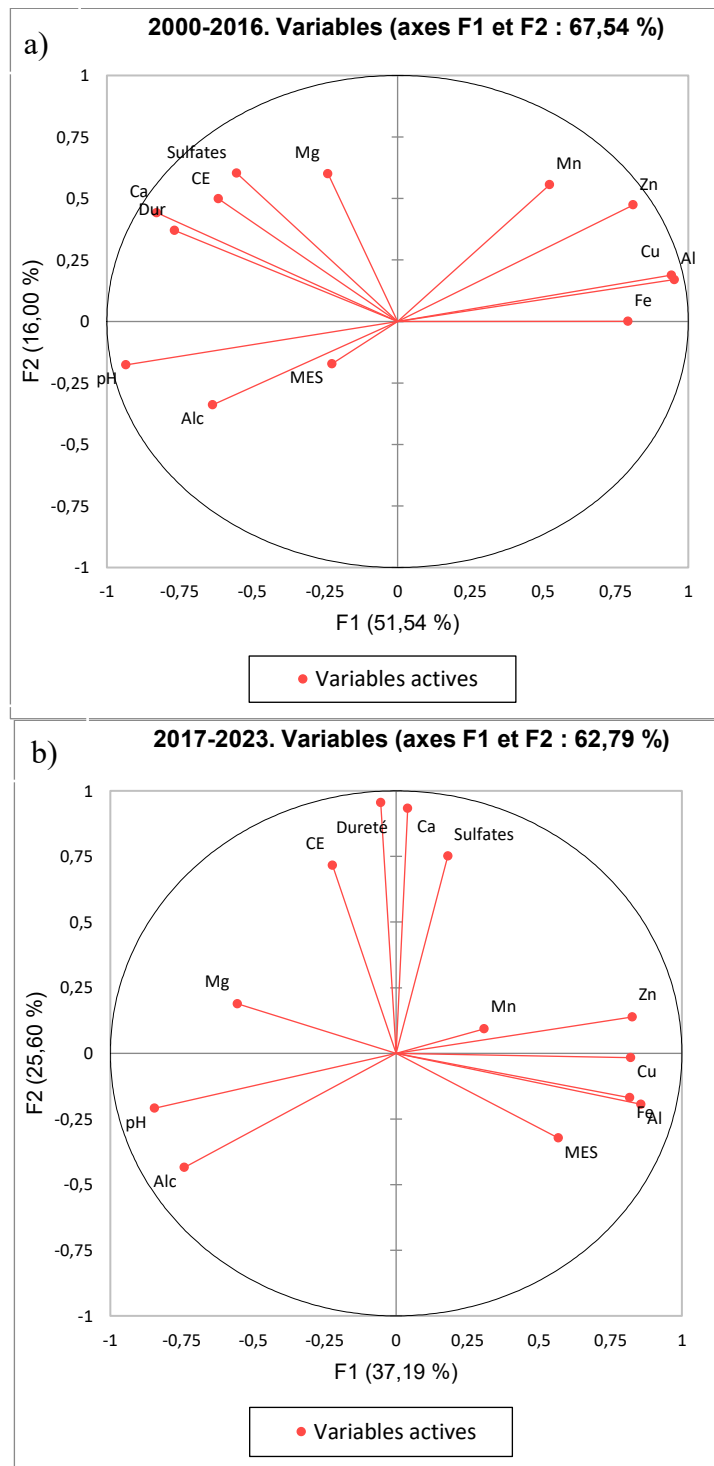 a)
2000-2016. Variables (axes F1 et F2 : 67,54 %)
1
0,75
0,5
0,25
0
-0,25
-0,5
-0,75
-1
F2 (16,00 %)
Sulfates
Mg
CE
Ca
Dur
Mn
Zn
Cu
Al
Fe
pH
MES
Alc
-1
-0,75
-0,5
-0,25
0
0,25
0,5
0,75
1
F1 (51,54 %)
Variables actives
b)
2017-2023. Variables (axes F1 et F2 : 62,79 %)
1
0,75
0,5
0,25
0
-0,25
-0,5
-0,75
-1
F2 (25,60 %)
Dureté
Ca
Sulfates
CE
Mg
Mn
Zn
Cu
Fe
Al
pH
MES
Alc
-1
-0,75
-0,5
-0,25
0
0,25
0,5
0,75
1
F1 (37,19 %)
Variables actives